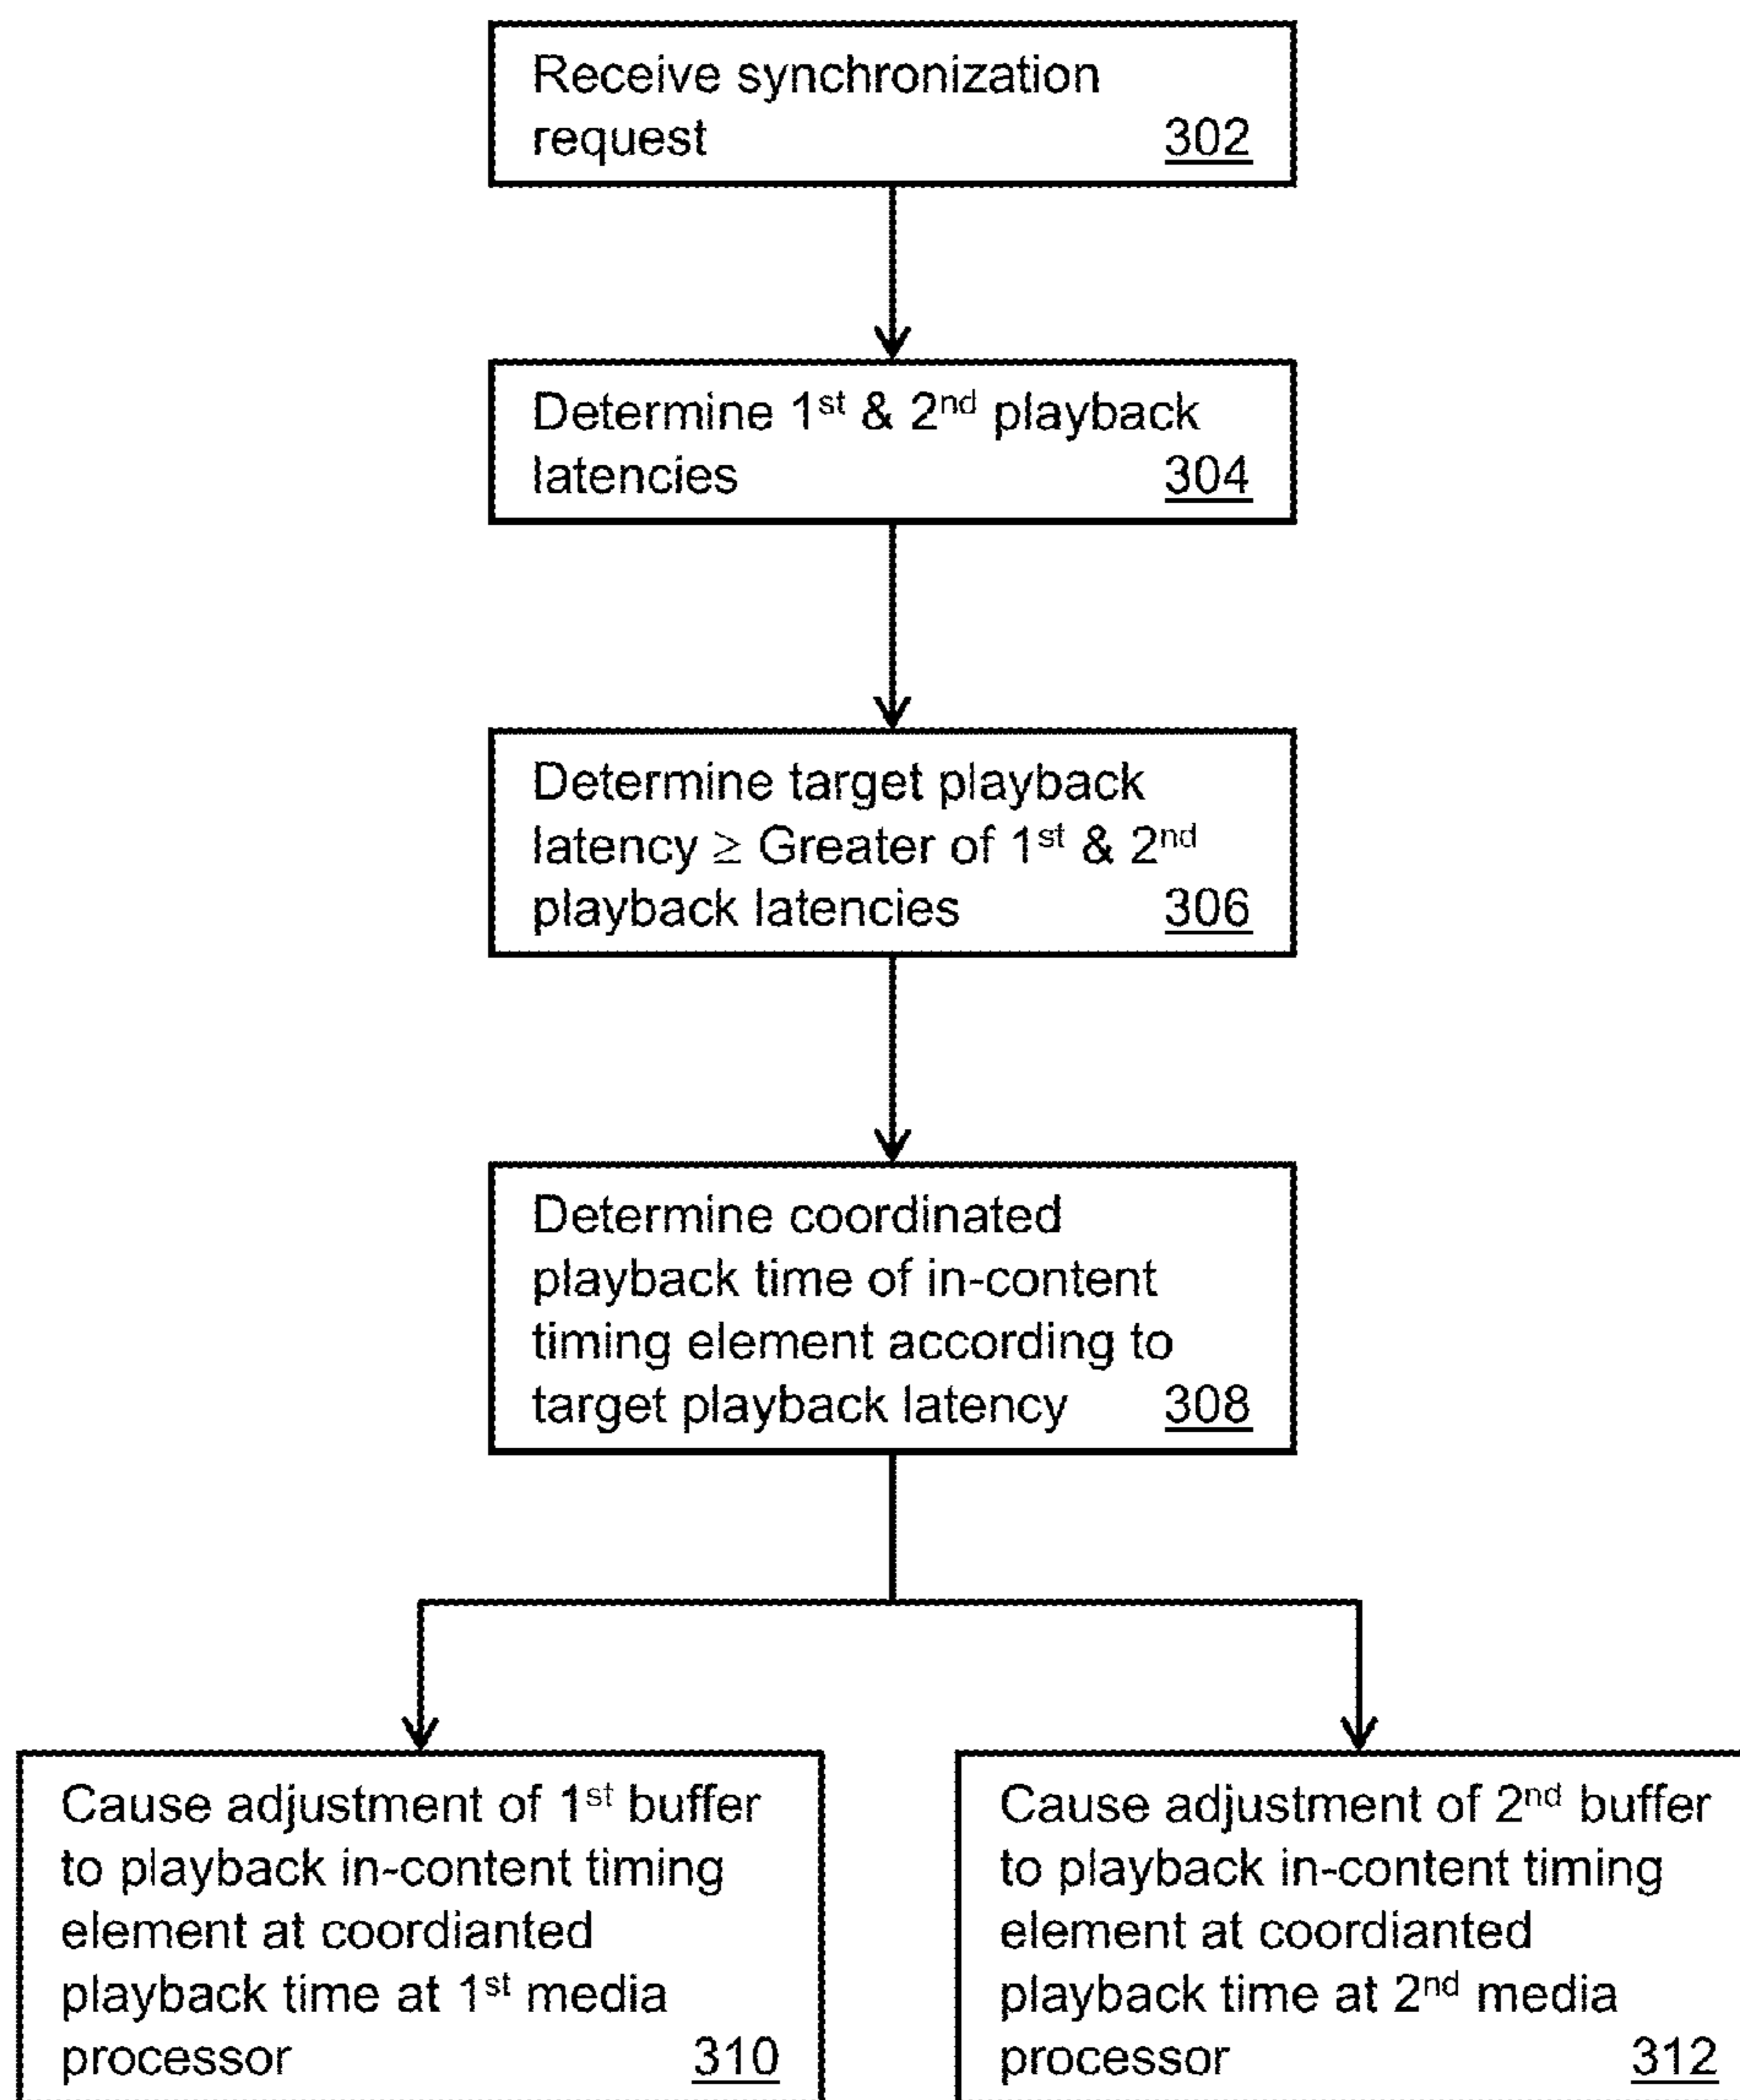 Receive synchronization
request 302
Determine 1st & 2nd playback
latencies 304
Determine target playback
latency ≥ Greater of 1st & 2nd
playback latencies 306
Determine coordinated
playback time of in-content
timing element according to
target playback latency 308
Cause adjustment of 1st buffer
to playback in-content timing
element at coordianted
playback time at 1st media
processor 310
Cause adjustment of 2nd buffer
to playback in-content timing
element at coordianted
playback time at 2nd media
processor 312